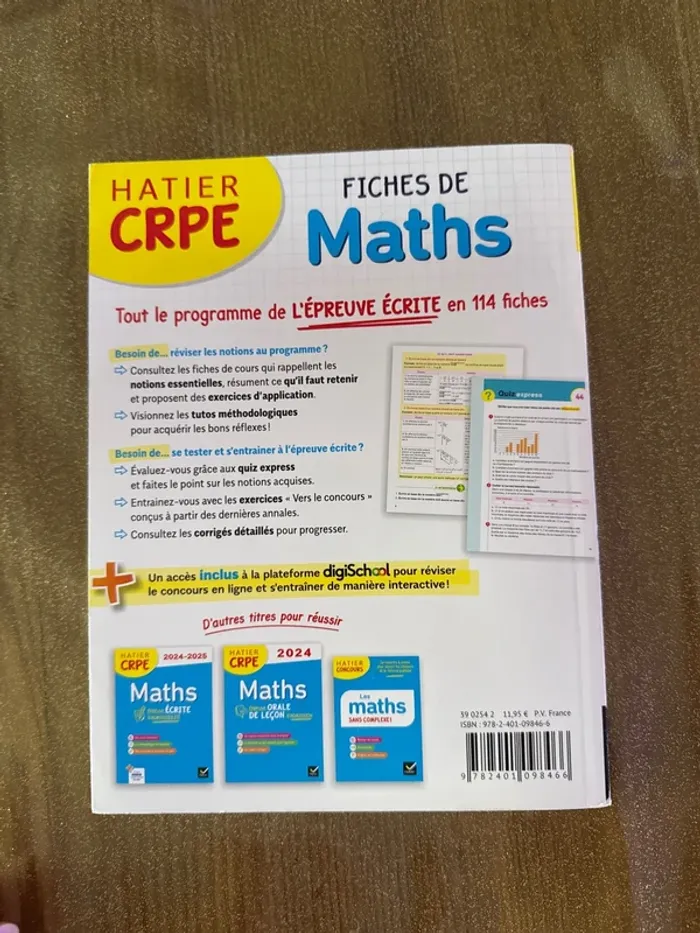 HATIER
CRPE
FICHES DE
Maths
Tout le programme de L'ÉPREUVE ÉCRITE en 114 fiches
Besoin de... réviser les notions au programme ?
⇨ Consultez les fiches de cours qui rappellent les
notions essentielles, résument ce qu'il faut retenir
et proposent des exercices d'application.
⇨ Visionnez les tutos méthodologiques
pour acquérir les bons réflexes !
Besoin de... se tester et s'entrainer à l'épreuve écrite ?
⇨ Évaluez-vous grâce aux quiz express
et faites le point sur les notions acquises.
⇨ Entrainez-vous avec les exercices « Vers le concours »
conçus à partir des dernières annales.
⇨ Consultez les corrigés détaillés pour progresser.
? Quiz express 44
+ Un accès inclus à la plateforme digiSchool pour réviser
le concours en ligne et s'entraîner de manière interactive !
D'autres titres pour réussir
HATIER
CRPE
2024-2025
Maths
ÉCRITE
HATIER
CRPE
2024
Maths
ORALE
DE LEÇON
HATIER
CONCOURS
Les
maths
SANS COMPLEXE !
39 0254 2 11,95 € P.V. France
ISBN : 978-2-401-09846-6
9 782401 098466